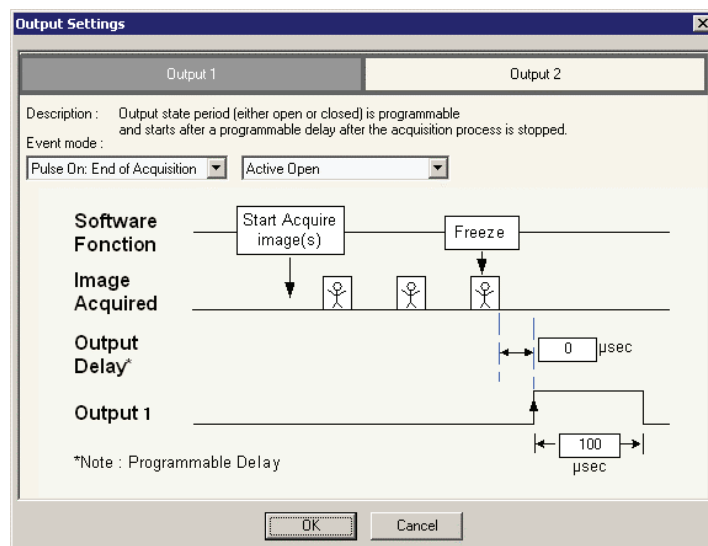 Output Settings
Output 1
Output 2
Description : Output state period (either open or closed) is programmable
and starts after a programmable delay after the acquisition process is stopped.
Event mode :
Pulse On: End of Acquisition
Active Open
Software
Fonction
Start Acquire
image(s)
Freeze
Image
Acquired
Output
Delay*
0 µsec
Output 1
100
µsec
*Note : Programmable Delay
OK
Cancel